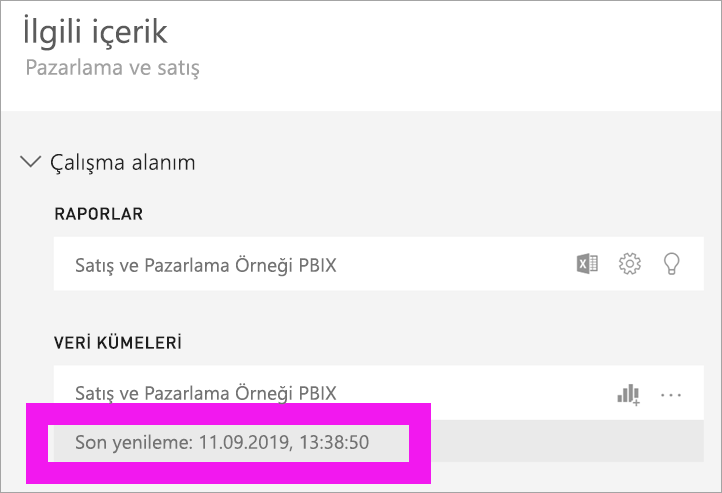 İlgili içerik
Pazarlama ve satış
Çalışma alanım
RAPORLAR
Satış ve Pazarlama Örneği PBIX
VERİ KÜMELERİ
Satış ve Pazarlama Örneği PBIX
Son yenileme: 11.09.2019, 13:38:50